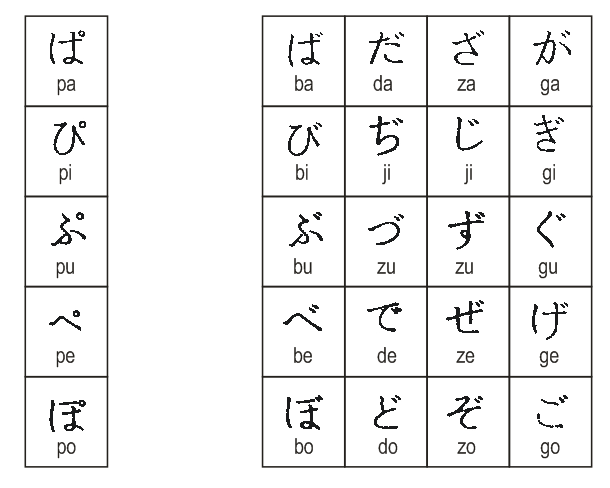 ぱ ば だ ざ が
pa ba da za ga
ぴ び ぢ じ ぎ
pi bi ji ji gi
ぷ ぶ づ ず ぐ
pu bu zu zu gu
ぺ べ で ぜ げ
pe be de ze ge
ぽ ぼ ど ぞ ご
po bo do zo go